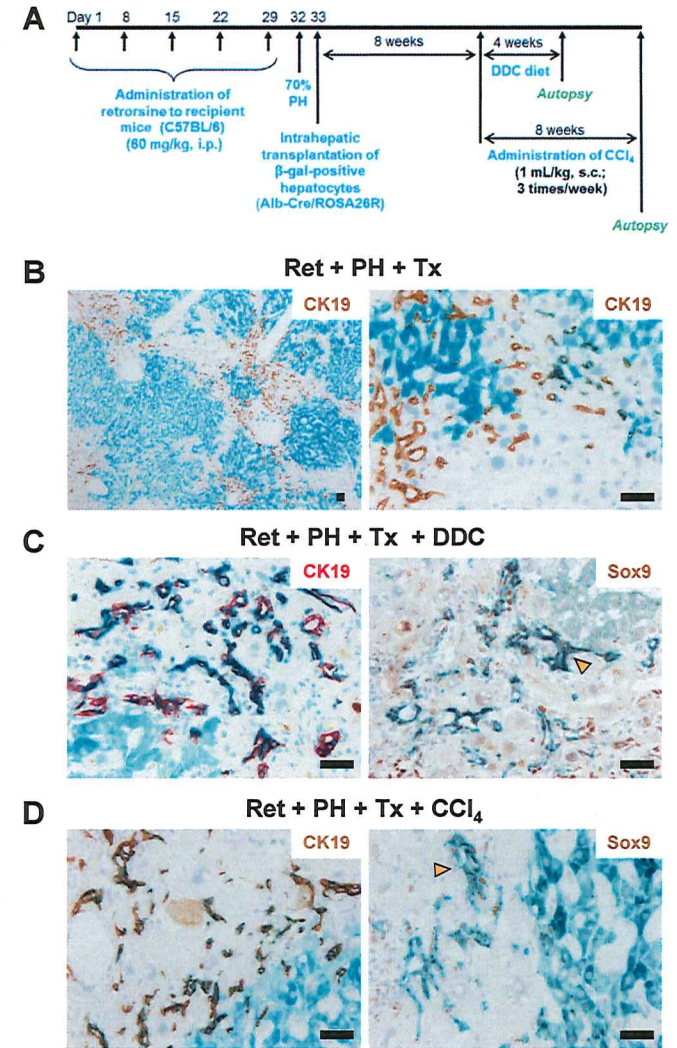 A
Day 1 8 15 22 29 32 33
8 weeks
4 weeks
DDC diet
Autopsy
Administration of
retrorsine to recipient
mice (C57BL/6)
(60 mg/kg, i.p.)
70%
PH
Intrahepatic
transplantation of
β-gal-positive
hepatocytes
(Alb-Cre/ROSA26R)
8 weeks
Administration of CCl₄
(1 mL/kg, s.c.;
3 times/week)
Autopsy
B
Ret + PH + Tx
CK19
CK19
C
Ret + PH + Tx + DDC
CK19
Sox9
D
Ret + PH + Tx + CCl₄
CK19
Sox9